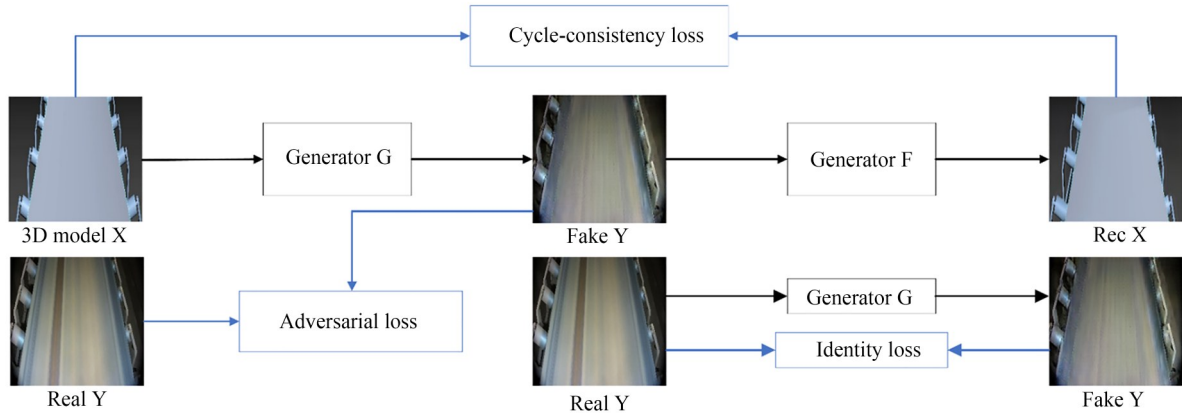 Cycle-consistency loss
Generator G
Generator F
3D model X
Fake Y
Rec X
Adversarial loss
Generator G
Identity loss
Real Y
Real Y
Fake Y